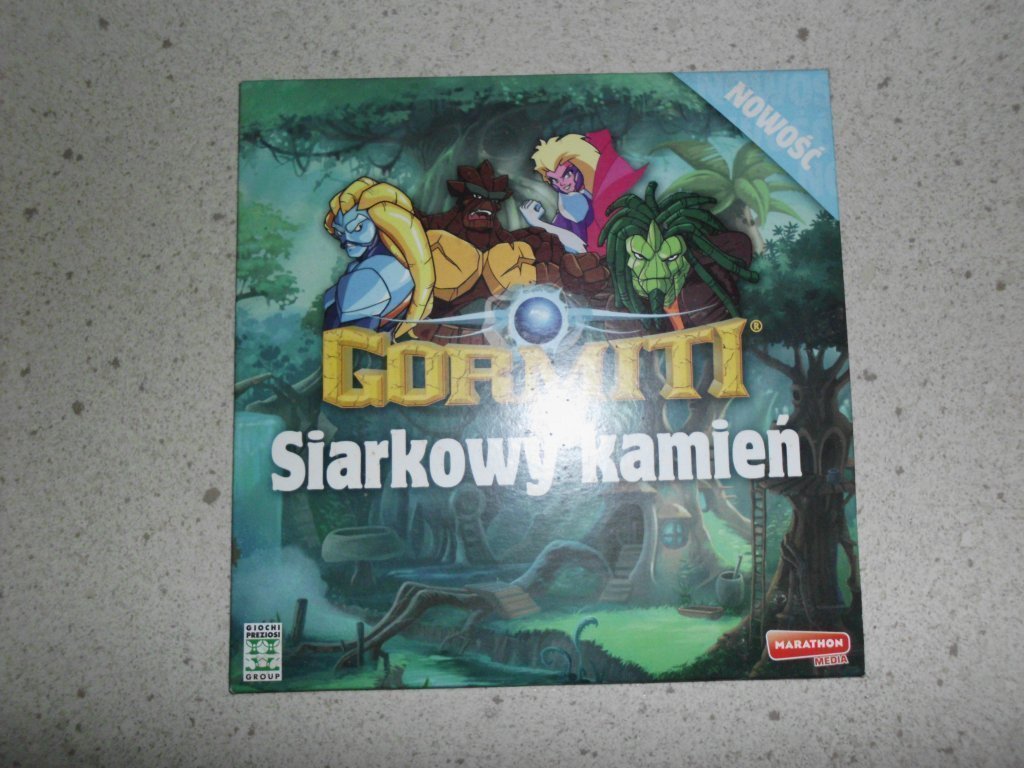 NOWOŚĆ
GORMITI®
Siarkowy kamień
GIOCHI
PREZIOSI
GROUP
MARATHON
MEDIA